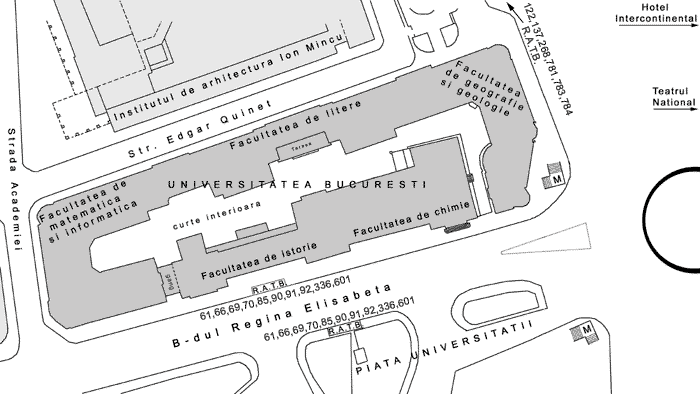 Hotel
Intercontinental
122,137,268,781,783,784
R.A.T.B.
Institutul de arhitectura Ion Mincu
Facultatea
de geografie
si geologie
Teatrul
National
Str. Edgar Quinet
Facultatea de litere
Terasa
Strada Academiei
UNIVERSITATEA BUCURESTI
M
Facultatea de
matematica
si informatica
curte interioara
Facultatea de chimie
Facultatea de istorie
gang
R.A.T.B.
61,66,69,70,85,90,91,92,336,601
B-dul Regina Elisabeta
61,66,69,70,85,90,91,92,336,601
R.A.T.B.
PIATA UNIVERSITATII
M